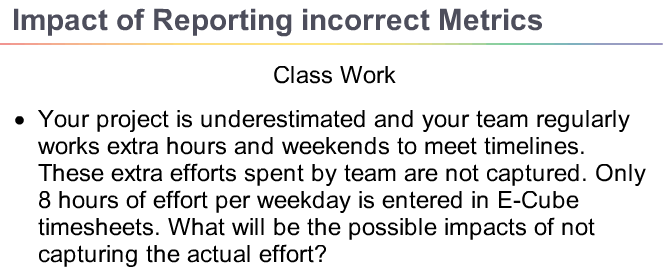 Impact of Reporting incorrect Metrics
Class Work
• Your project is underestimated and your team regularly
works extra hours and weekends to meet timelines.
These extra efforts spent by team are not captured. Only
8 hours of effort per weekday is entered in E-Cube
timesheets. What will be the possible impacts of not
capturing the actual effort?